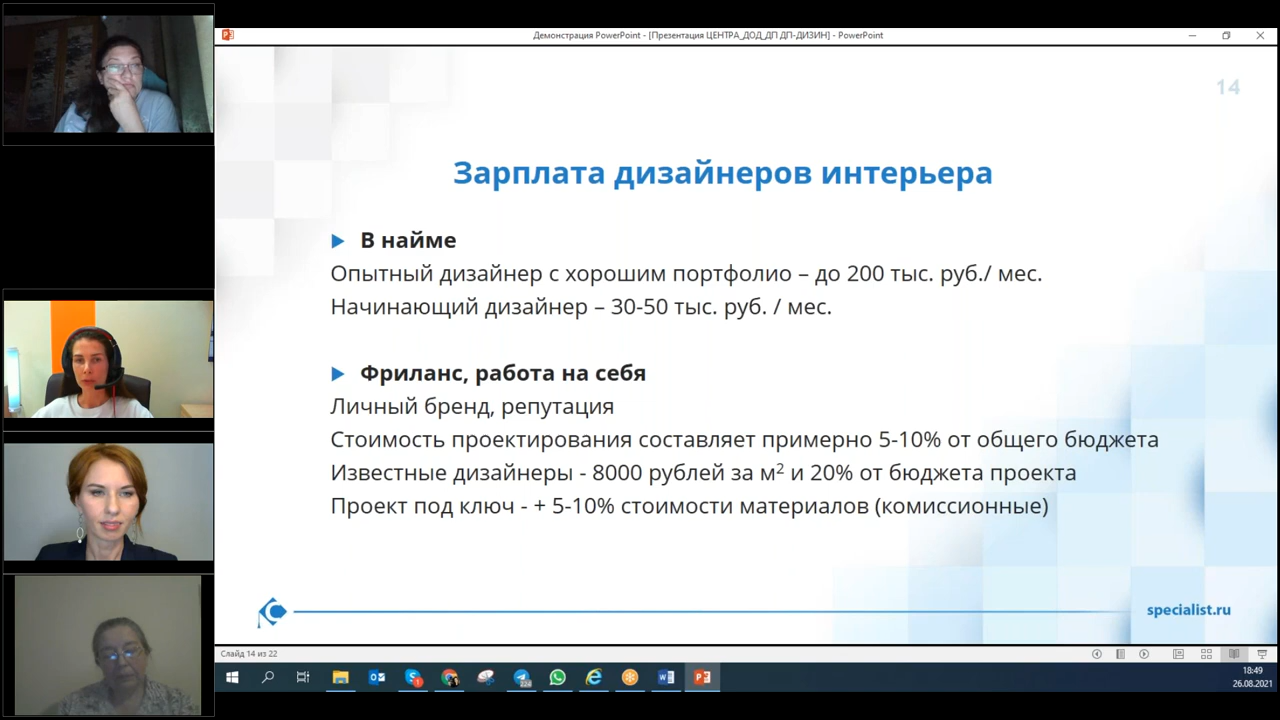 Демонстрация PowerPoint - [Презентация ЦЕНТРА_ДОД_ДП ДП-ДИЗИН] - PowerPoint
14
Зарплата дизайнеров интерьера
В найме
Опытный дизайнер с хорошим портфолио – до 200 тыс. руб./ мес.
Начинающий дизайнер – 30-50 тыс. руб. / мес.
Фриланс, работа на себя
Личный бренд, репутация
Стоимость проектирования составляет примерно 5-10% от общего бюджета
Известные дизайнеры - 8000 рублей за м² и 20% от бюджета проекта
Проект под ключ - + 5-10% стоимости материалов (комиссионные)
specialist.ru
Слайд 14 из 22
18:49
26.08.2021